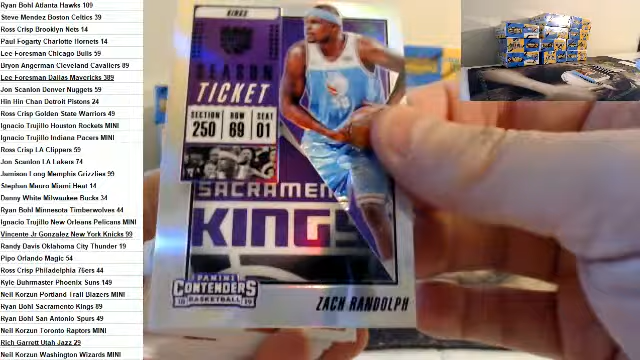 Ryan Bohl Atlanta Hawks 109
Steve Mendez Boston Celtics 39
Ross Crisp Brooklyn Nets 14
Paul Fogarty Charlotte Hornets 14
Lee Foresman Chicago Bulls 59
Bryon Angerman Cleveland Cavaliers 89
Lee Foresman Dallas Mavericks 389
Jon Scanlon Denver Nuggets 59
Hin Hin Chan Detroit Pistons 24
Ross Crisp Golden State Warriors 49
Ignacio Trujillo Houston Rockets MINI
Ignacio Trujillo Indiana Pacers MINI
Ross Crisp LA Clippers 59
Jon Scanlon LA Lakers 74
Jamison Long Memphis Grizzlies 99
Stephan Mauro Miami Heat 14
Danny White Milwaukee Bucks 34
Ryan Bohl Minnesota Timberwolves 44
Ignacio Trujillo New Orleans Pelicans MINI
Vincente Jr Gonzalez New York Knicks 99
Randy Davis Oklahoma City Thunder 19
Pipo Orlando Magic 54
Ross Crisp Philadelphia 76ers 44
Kyle Buhrmaster Phoenix Suns 149
Neil Korzun Portland Trail Blazers MINI
Ryan Bohl Sacramento Kings 89
Ryan Bohl San Antonio Spurs 49
Neil Korzun Toronto Raptors MINI
Rich Garrett Utah Jazz 29
Neil Korzun Washington Wizards MINI
KINGS
SEASON
TICKET
SECTION ROW SEAT
250 69 01
SACRAMEN
KINGS
PANINI
CONTENDERS
18 BASKETBALL 19
ZACH RANDOLPH